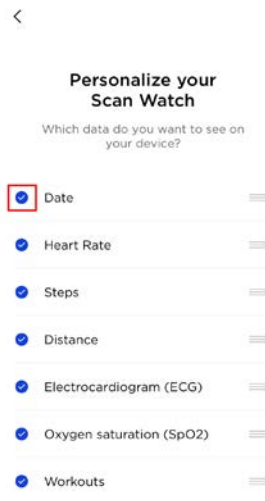 Personalize your
Scan Watch
Which data do you want to see on
your device?
Date
Heart Rate
Steps
Distance
Electrocardiogram (ECG)
Oxygen saturation (SpO2)
Workouts